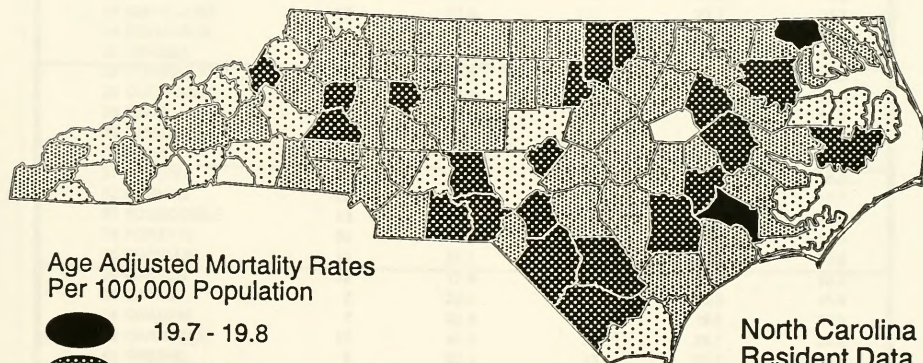 Age Adjusted Mortality Rates
Per 100,000 Population
19.7 - 19.8
North Carolina
Resident Data